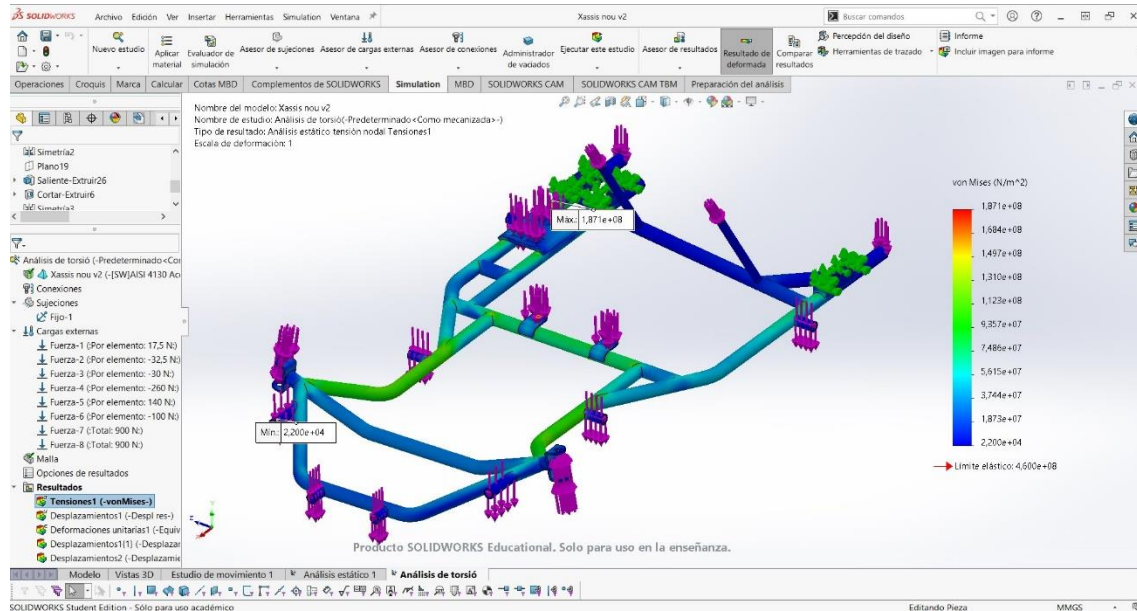 SOLIDWORKS Archivo Edición Ver Insertar Herramientas Simulation Ventana Xassis nou v2 Buscar comandos
Nuevo estudio
Aplicar material
Evaluador de simulación
Asesor de sujeciones
Asesor de cargas externas
Asesor de conexiones
Administrador de vaciados
Ejecutar este estudio
Asesor de resultados
Resultado de deformada
Comparar resultados
Percepción del diseño
Herramientas de trazado
Informe
Incluir imagen para informe
Operaciones Croquis Marca Calcular Cotas MBD Complementos de SOLIDWORKS Simulation MBD SOLIDWORKS CAM SOLIDWORKS CAM TBM Preparación del análisis
Nombre del modelo: Xassis nou v2
Nombre de estudio: Análisis de torsió(-Predeterminado<Como mecanizada>-)
Tipo de resultado: Análisis estático tensión nodal Tensiones1
Escala de deformación: 1
Simetría2
Plano19
Saliente-Extruir26
Cortar-Extruir6
Simetría3
Análisis de torsió (-Predeterminado<Cor
Xassis nou v2 (-[SW]AISI 4130 Ac
Conexiones
Sujeciones
Fijo-1
Cargas externas
Fuerza-1 (:Por elemento: 17,5 N:)
Fuerza-2 (:Por elemento: -32,5 N:
Fuerza-3 (:Por elemento: -30 N:)
Fuerza-4 (:Por elemento: -260 N:)
Fuerza-5 (:Por elemento: 140 N:)
Fuerza-6 (:Por elemento: -100 N:)
Fuerza-7 (:Total: 900 N:)
Fuerza-8 (:Total: 900 N:)
Malla
Opciones de resultados
Resultados
Tensiones1 (-vonMises-)
Desplazamientos1 (-Despl res-)
Deformaciones unitarias1 (-Equiv
Desplazamientos1(1) (-Desplazar
Desplazamientos2 (-Desplazamie
Máx.: 1,871e+08
Mín.: 2,200e+04
von Mises (N/m^2)
1,871e+08
1,684e+08
1,497e+08
1,310e+08
1,123e+08
9,357e+07
7,486e+07
5,615e+07
3,744e+07
1,873e+07
2,200e+04
Límite elástico: 4,600e+08
Producto SOLIDWORKS Educational. Solo para uso en la enseñanza.
Modelo Vistas 3D Estudio de movimiento 1 Análisis estático 1 Análisis de torsió
SOLIDWORKS Student Edition - Sólo para uso académico Editando Pieza MMGS